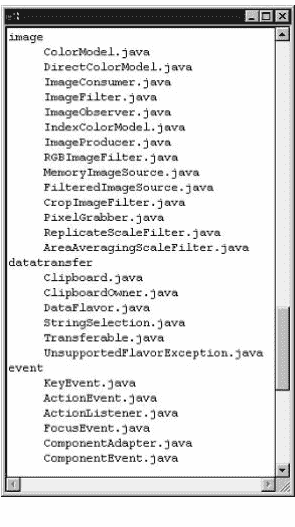 image
ColorModel.java
DirectColorModel.java
ImageConsumer.java
ImageFilter.java
ImageObserver.java
IndexColorModel.java
ImageProducer.java
RGBImageFilter.java
MemoryImageSource.java
FilteredImageSource.java
CropImageFilter.java
PixelGrabber.java
ReplicateScaleFilter.java
AreaAveragingScaleFilter.java
datatransfer
Clipboard.java
ClipboardOwner.java
DataFlavor.java
StringSelection.java
Transferable.java
UnsupportedFlavorException.java
event
KeyEvent.java
ActionEvent.java
ActionListener.java
FocusEvent.java
ComponentAdapter.java
ComponentEvent.java